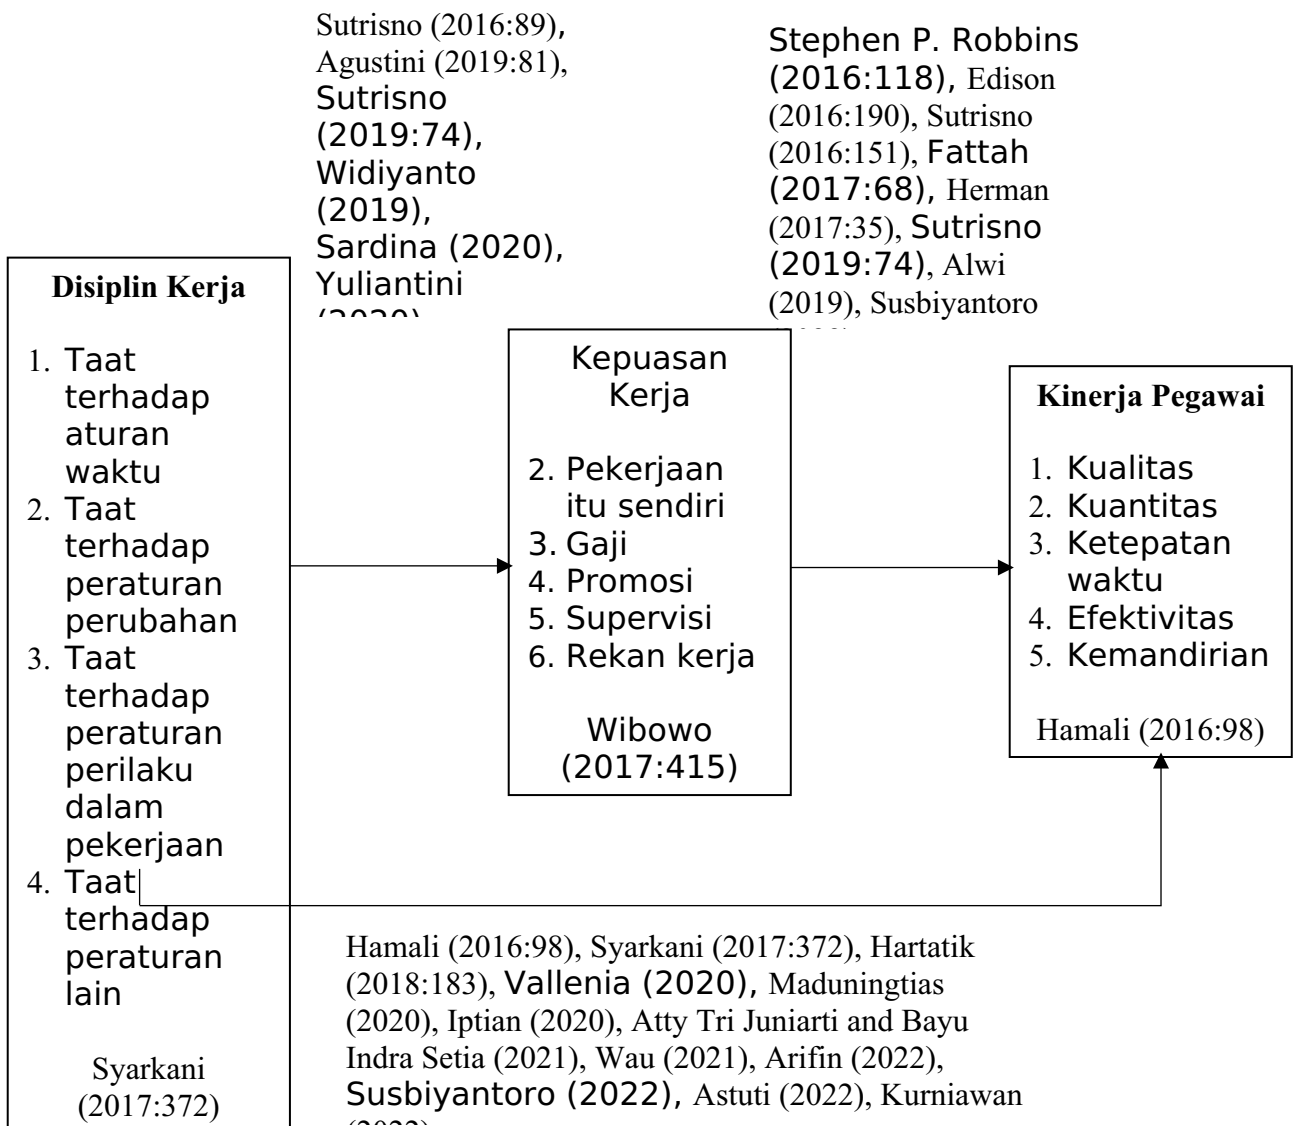 Sutrisno (2016:89),
Agustini (2019:81),
Sutrisno
(2019:74),
Widiyanto
(2019),
Sardina (2020),
Yuliantini
(2020)
Stephen P. Robbins
(2016:118), Edison
(2016:190), Sutrisno
(2016:151), Fattah
(2017:68), Herman
(2017:35), Sutrisno
(2019:74), Alwi
(2019), Susbiyantoro
Disiplin Kerja
1. Taat
terhadap
aturan
waktu
2. Taat
terhadap
peraturan
perubahan
3. Taat
terhadap
peraturan
perilaku
dalam
pekerjaan
4. Taat
terhadap
peraturan
lain
Syarkani
(2017:372)
Kepuasan
Kerja
2. Pekerjaan
itu sendiri
3. Gaji
4. Promosi
5. Supervisi
6. Rekan kerja
Wibowo
(2017:415)
Kinerja Pegawai
1. Kualitas
2. Kuantitas
3. Ketepatan
waktu
4. Efektivitas
5. Kemandirian
Hamali (2016:98)
Hamali (2016:98), Syarkani (2017:372), Hartatik
(2018:183), Vallenia (2020), Maduningtias
(2020), Iptian (2020), Atty Tri Juniarti and Bayu
Indra Setia (2021), Wau (2021), Arifin (2022),
Susbiyantoro (2022), Astuti (2022), Kurniawan